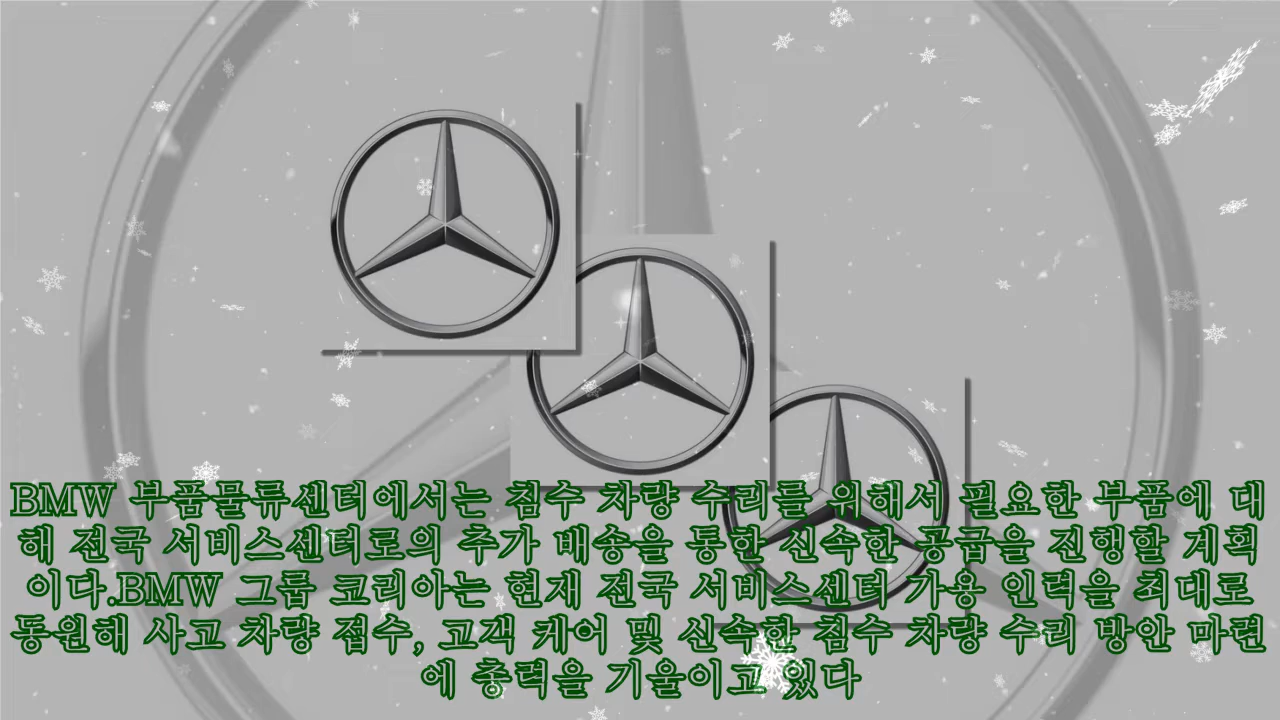 BMW 부품물류센터에서는 침수 차량 수리를 위해서 필요한 부품에 대
해 전국 서비스센터로의 추가 배송을 통한 신속한 공급을 진행할 계획
이다.BMW 그룹 코리아는 현재 전국 서비스센터 가용 인력을 최대로
동원해 사고 차량 접수, 고객 케어 및 신속한 침수 차량 수리 방안 마련
에 총력을 기울이고 있다